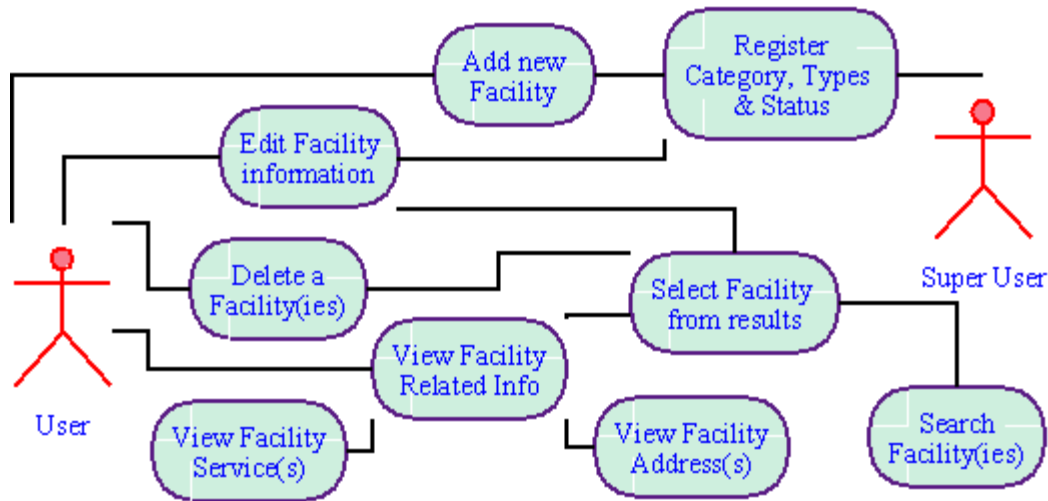 Register
Category, Types
& Status
Add new
Facility
Edit Facility
information
Super User
Delete a
Facility(ies)
Select Facility
from results
View Facility
Related Info
User
View Facility
Service(s)
View Facility
Address(s)
Search
Facility(ies)